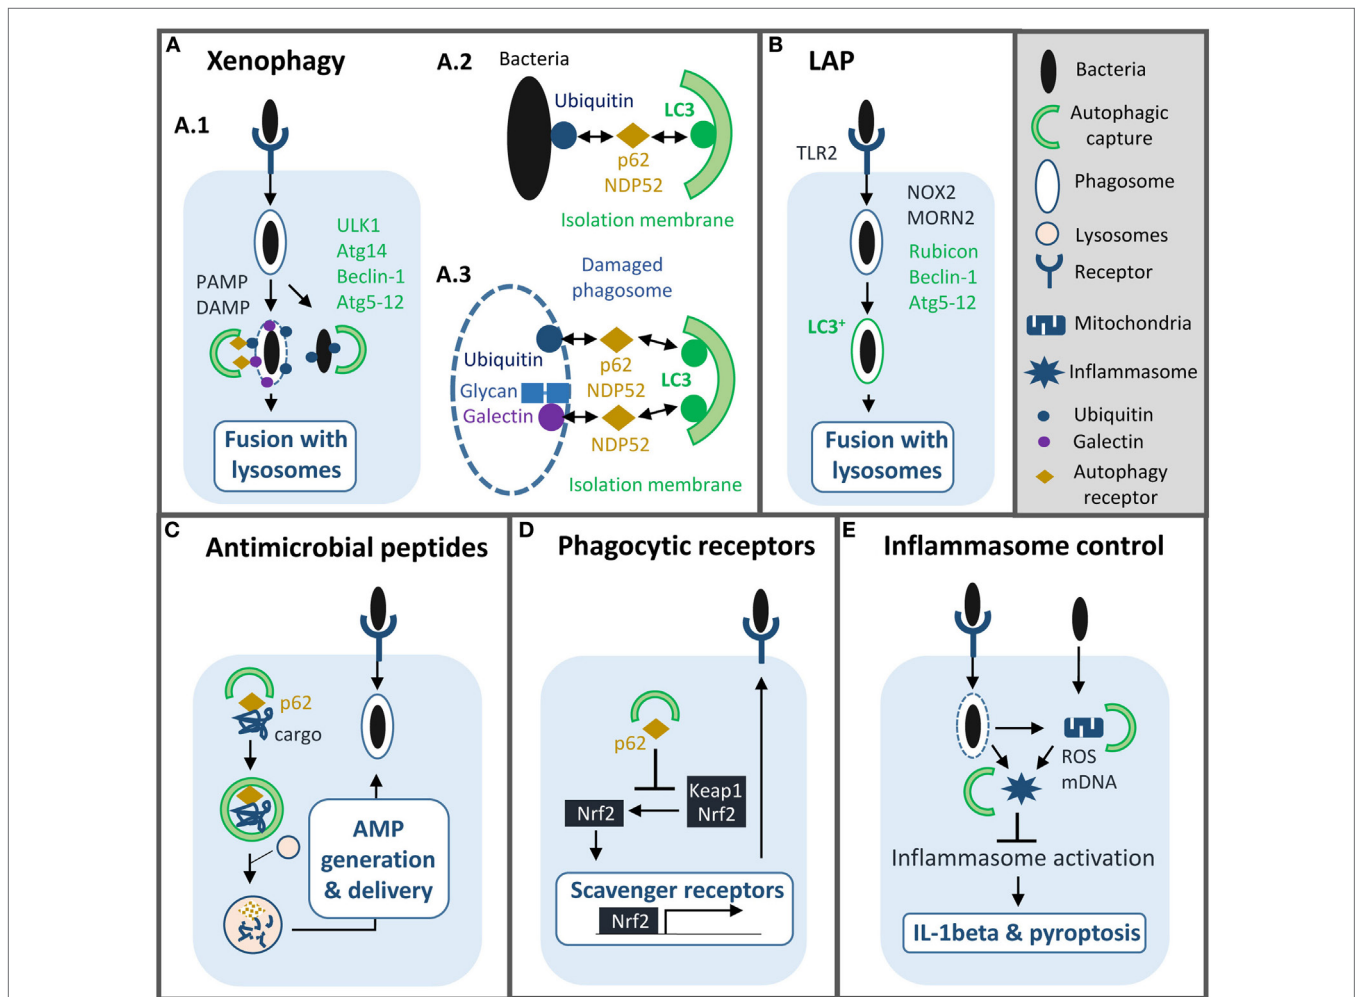 A
Xenophagy
A.1
PAMP
DAMP
ULK1
Atg14
Beclin-1
Atg5-12
Fusion with
lysosomes
A.2
Bacteria
Ubiquitin
LC3
p62
NDP52
Isolation membrane
A.3
Damaged
phagosome
Ubiquitin
p62
NDP52
LC3
Glycan
Galectin
NDP52
Isolation membrane
B
LAP
TLR2
NOX2
MORN2
Rubicon
Beclin-1
Atg5-12
LC3+
Fusion with
lysosomes
Bacteria
Autophagic
capture
Phagosome
Lysosomes
Receptor
Mitochondria
Inflammasome
Ubiquitin
Galectin
Autophagy
receptor
C
Antimicrobial peptides
p62
cargo
AMP
generation
& delivery
D
Phagocytic receptors
p62
Keap1
Nrf2
Nrf2
Scavenger receptors
Nrf2
E
Inflammasome control
ROS
mDNA
Inflammasome activation
IL-1beta & pyroptosis